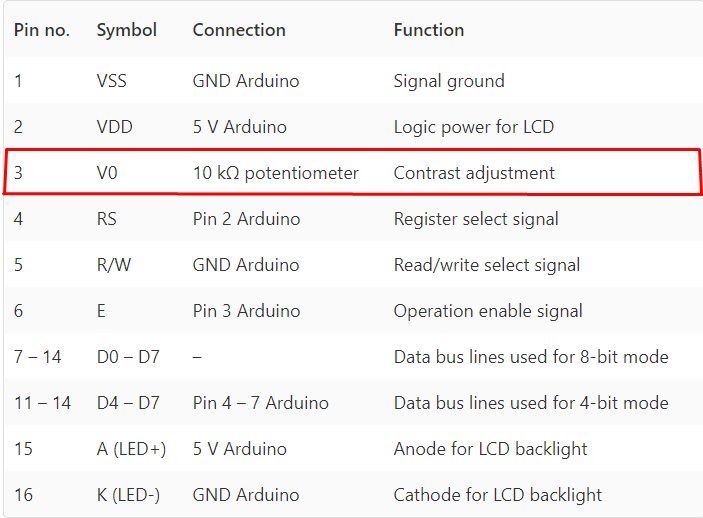 Pin no. Symbol Connection Function
1 VSS GND Arduino Signal ground
2 VDD 5 V Arduino Logic power for LCD
3 V0 10 kΩ potentiometer Contrast adjustment
4 RS Pin 2 Arduino Register select signal
5 R/W GND Arduino Read/write select signal
6 E Pin 3 Arduino Operation enable signal
7 – 14 D0 – D7 – Data bus lines used for 8-bit mode
11 – 14 D4 – D7 Pin 4 – 7 Arduino Data bus lines used for 4-bit mode
15 A (LED+) 5 V Arduino Anode for LCD backlight
16 K (LED-) GND Arduino Cathode for LCD backlight